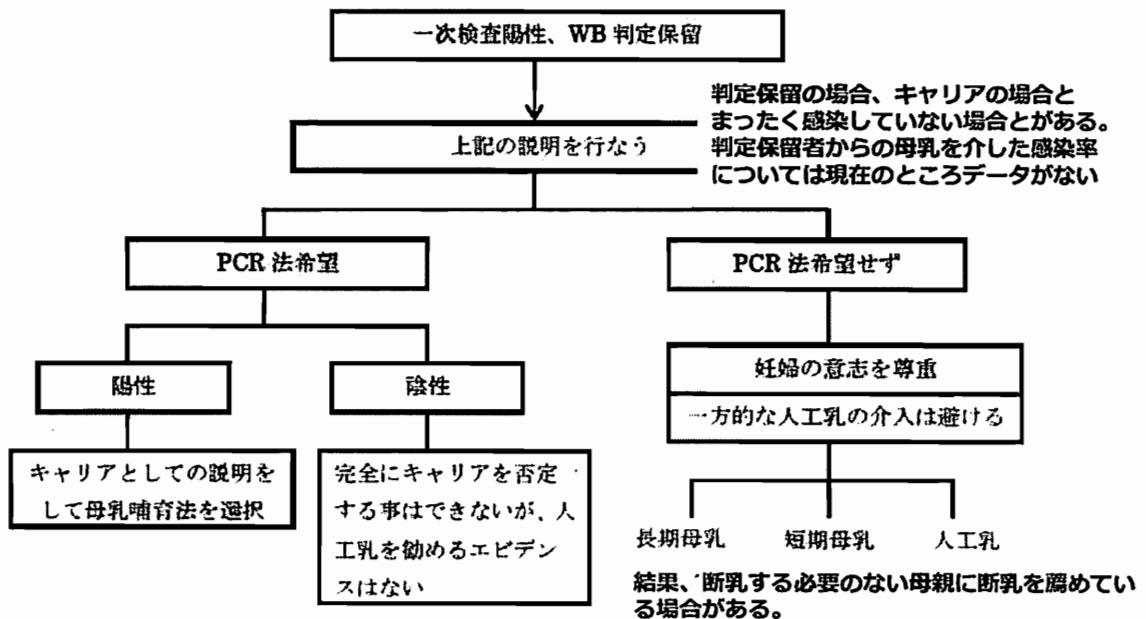 一次検査陽性、WB 判定保留
判定保留の場合、キャリアの場合と
まったく感染していない場合とがある。
判定保留者からの母乳を介した感染率
については現在のところデータがない
上記の説明を行なう
PCR 法希望
PCR 法希望せず
陽性
陰性
妊婦の意志を尊重
一方的な人工乳の介入は避ける
キャリアとしての説明を
して母乳哺育法を選択
完全にキャリアを否定
する事はできないが、人
工乳を勧めるエビデン
スはない
長期母乳
短期母乳
人工乳
結果、断乳する必要のない母親に断乳を薦めてい
る場合がある。